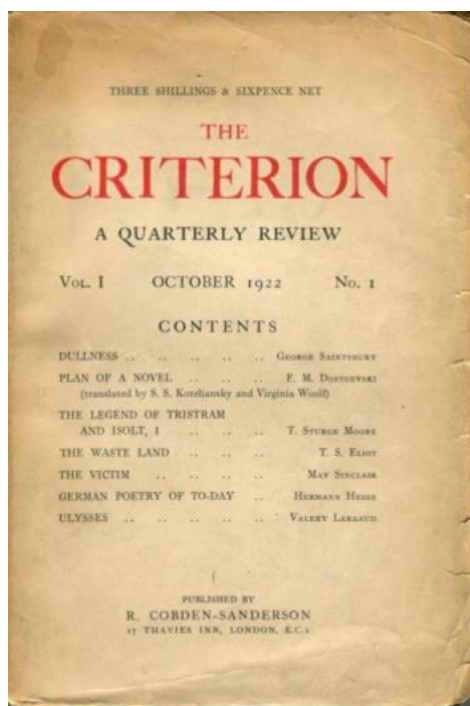 THREE SHILLINGS & SIXPENCE NET
THE
CRITERION
A QUARTERLY REVIEW
VOL. I OCTOBER 1922 NO. 1
CONTENTS
DULLNESS .. .. .. .. .. GEORGE SAINTSBURY
PLAN OF A NOVEL .. .. .. F. M. DOSTOEVSKI
(translated by S. S. Koteliansky and Virginia Woolf)
THE LEGEND OF TRISTRAM
AND ISOLT, I .. .. .. T. STURGE MOORE
THE WASTE LAND .. .. .. T. S. ELIOT
THE VICTIM .. .. .. .. MAY SINCLAIR
GERMAN POETRY OF TO-DAY .. HERMANN HESSE
ULYSSES .. .. .. .. .. VALERY LARBAUD
PUBLISHED BY
R. COBDEN-SANDERSON
17 THAVIES INN, LONDON, E.C.1